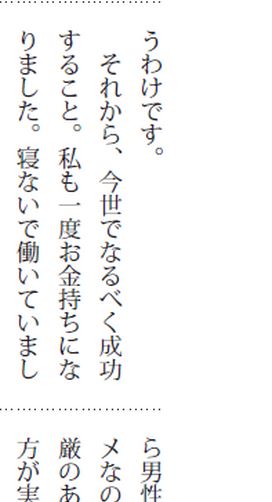 うわけです。
　それから、今世でなるべく成功
すること。私も一度お金持ちにな
りました。寝ないで働いていまし
ら男性
メなの
厳のあ
方が実